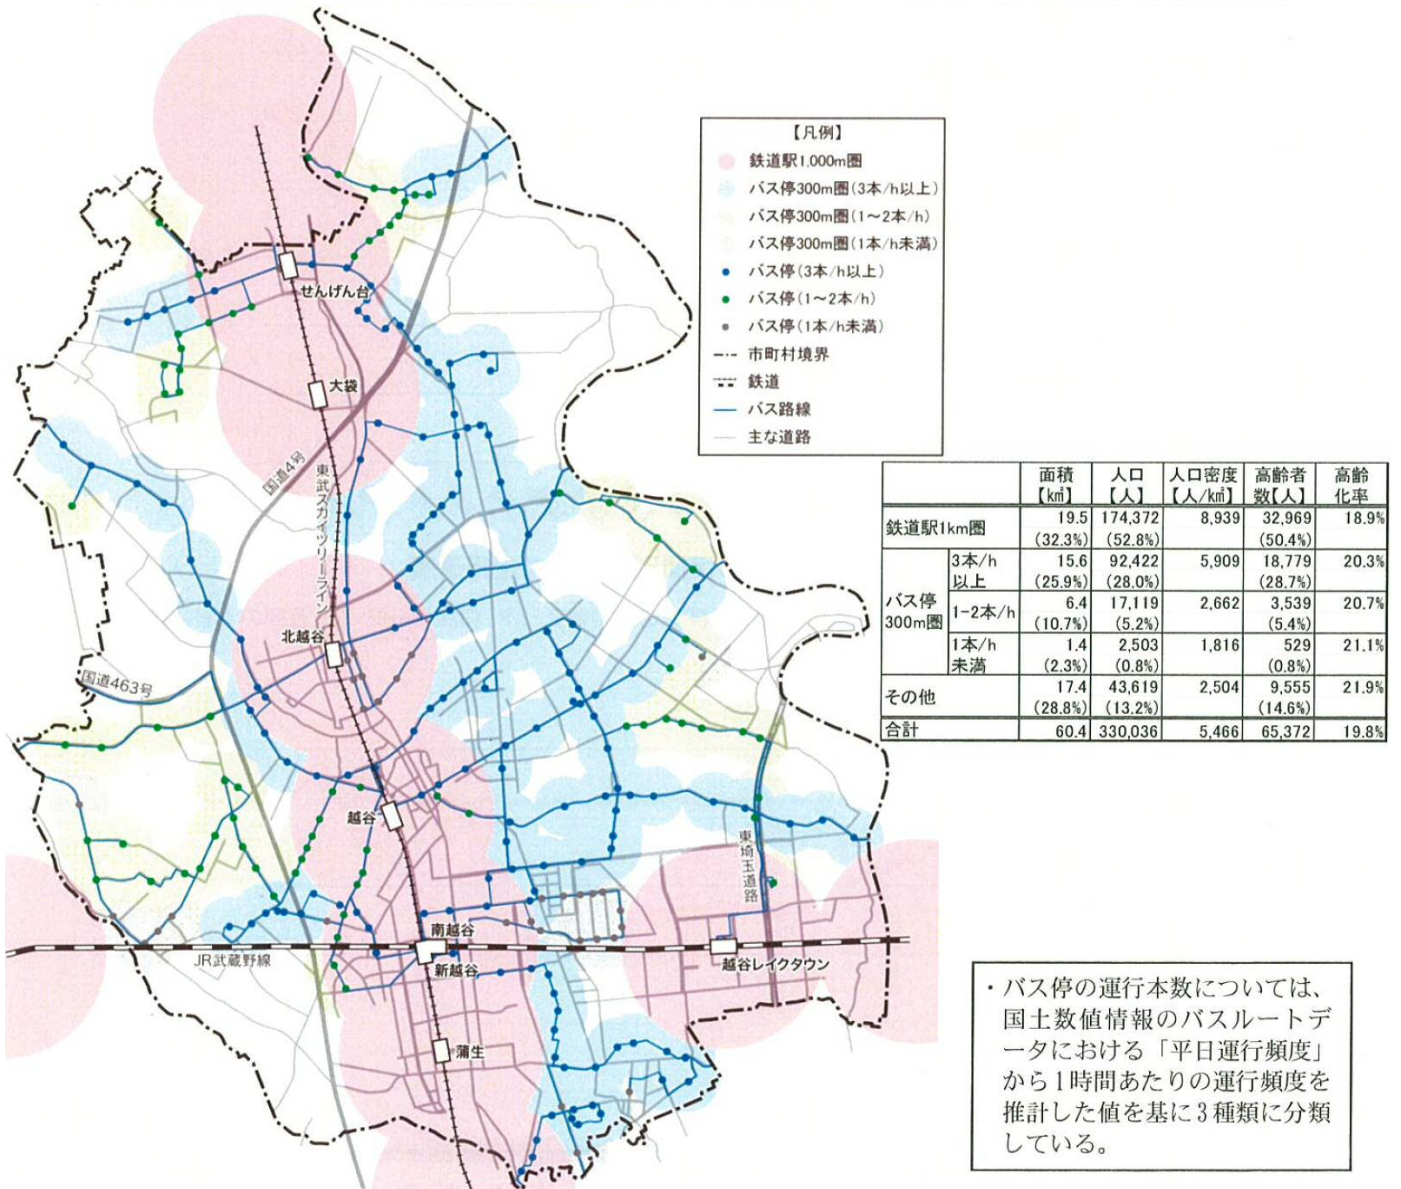 【凡例】
鉄道駅1,000m圏
バス停300m圏(3本/h以上)
バス停300m圏(1～2本/h)
バス停300m圏(1本/h未満)
バス停(3本/h以上)
バス停(1～2本/h)
バス停(1本/h未満)
市町村境界
鉄道
バス路線
主な道路
せんげん台
大袋
国道4号
東武スカイツリーライン
北越谷
国道463号
越谷
東埼玉道路
南越谷
新越谷
JR武蔵野線
越谷レイクタウン
蒲生
面積 人口 人口密度 高齢者 高齢
【k㎡】 【人】 【人/k㎡】 数【人】 化率
鉄道駅1km圏 19.5 174,372 8,939 32,969 18.9%
(32.3%) (52.8%) (50.4%)
バス停
300m圏
3本/h 15.6 92,422 5,909 18,779 20.3%
以上 (25.9%) (28.0%) (28.7%)
1-2本/h 6.4 17,119 2,662 3,539 20.7%
(10.7%) (5.2%) (5.4%)
1本/h 1.4 2,503 1,816 529 21.1%
未満 (2.3%) (0.8%) (0.8%)
その他 17.4 43,619 2,504 9,555 21.9%
(28.8%) (13.2%) (14.6%)
合計 60.4 330,036 5,466 65,372 19.8%
・バス停の運行本数については、
国土数値情報のバスルートデ
ータにおける「平日運行頻度」
から1時間あたりの運行頻度を
推計した値を基に3種類に分類
している。